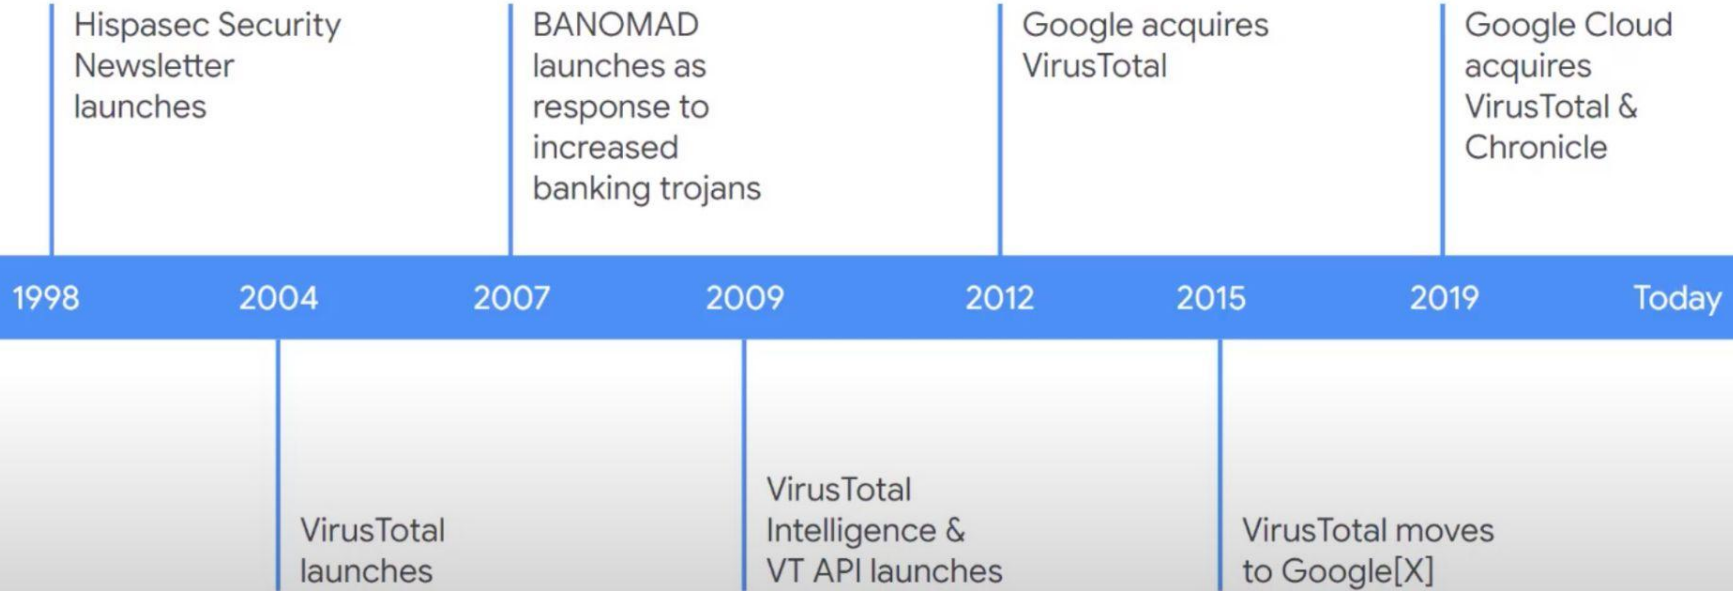 Hispasec Security
Newsletter
launches
BANOMAD
launches as
response to
increased
banking trojans
Google acquires
VirusTotal
Google Cloud
acquires
VirusTotal &
Chronicle
1998 2004 2007 2009 2012 2015 2019 Today
VirusTotal
launches
VirusTotal
Intelligence &
VT API launches
VirusTotal moves
to Google[X]